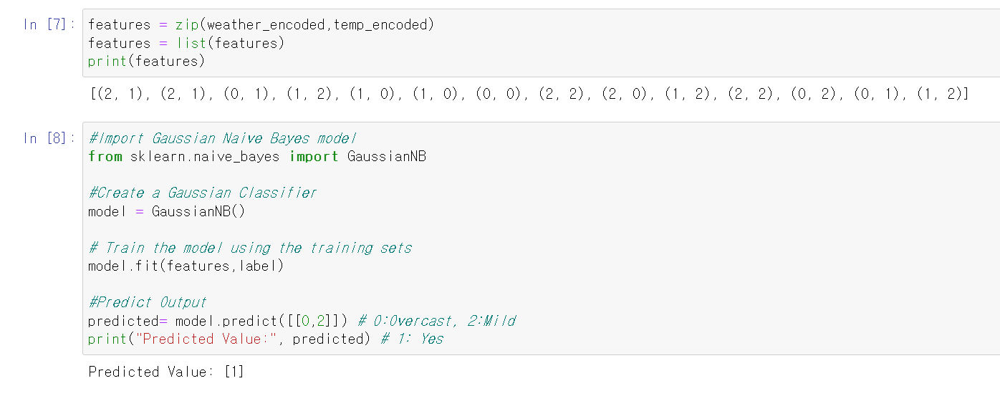 In [7]: features = zip(weather_encoded,temp_encoded)
features = list(features)
print(features)
[(2, 1), (2, 1), (0, 1), (1, 2), (1, 0), (1, 0), (0, 0), (2, 2), (2, 0), (1, 2), (2, 2), (0, 2), (0, 1), (1, 2)]
In [8]: #Import Gaussian Naive Bayes model
from sklearn.naive_bayes import GaussianNB
#Create a Gaussian Classifier
model = GaussianNB()
# Train the model using the training sets
model.fit(features,label)
#Predict Output
predicted= model.predict([[0,2]]) # 0:Overcast, 2:Mild
print("Predicted Value:", predicted) # 1: Yes
Predicted Value: [1]